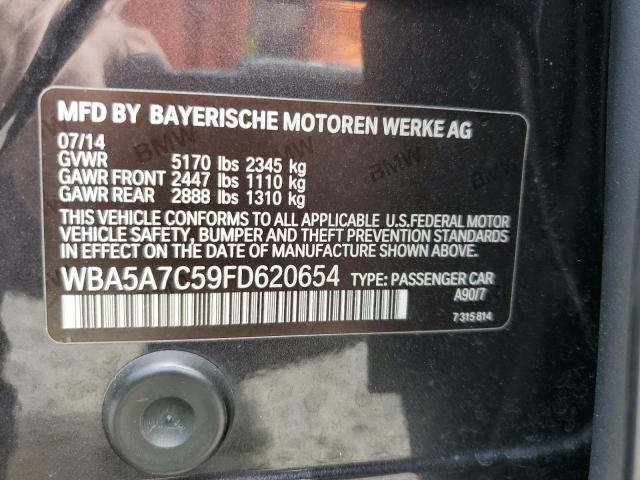 MFD BY BAYERISCHE MOTOREN WERKE AG
07/14
GVWR 5170 lbs 2345 kg
GAWR FRONT 2447 lbs 1110 kg
GAWR REAR 2888 lbs 1310 kg
THIS VEHICLE CONFORMS TO ALL APPLICABLE U.S.FEDERAL MOTOR
VEHICLE SAFETY, BUMPER AND THEFT PREVENTION STANDARDS
IN EFFECT ON THE DATE OF MANUFACTURE SHOWN ABOVE.
WBA5A7C59FD620654 TYPE: PASSENGER CAR
A90/7
7 315 814
BMW
BMW